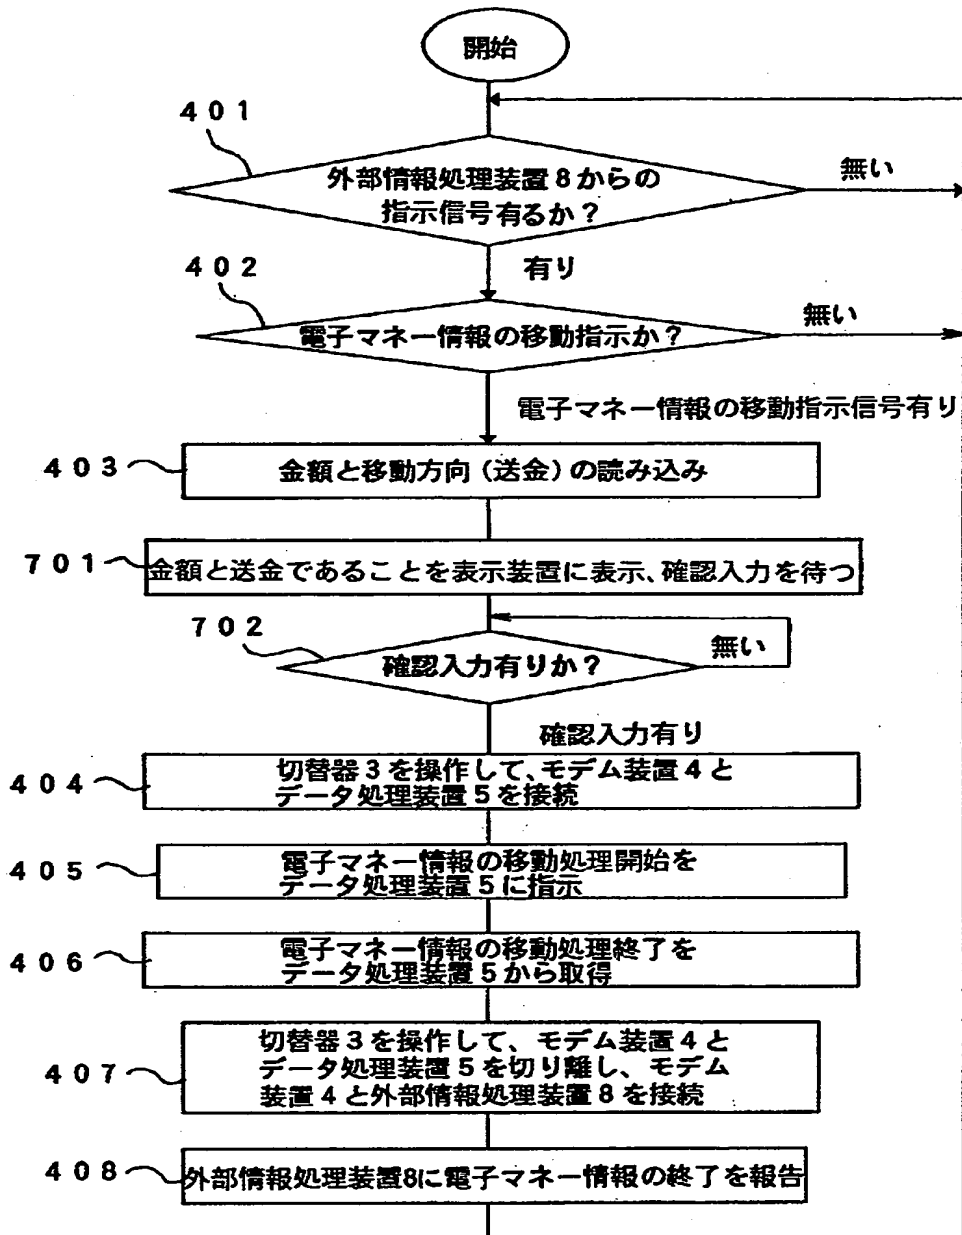 開始
401
外部情報処理装置8からの
指示信号有るか?
無い
有り
402
電子マネー情報の移動指示か?
無い
電子マネー情報の移動指示信号有り
403
金額と移動方向(送金)の読み込み
701
金額と送金であることを表示装置に表示、確認入力を待つ
702
確認入力有りか?
無い
確認入力有り
404
切替器3を操作して、モデム装置4と
データ処理装置5を接続
405
電子マネー情報の移動処理開始を
データ処理装置5に指示
406
電子マネー情報の移動処理終了を
データ処理装置5から取得
407
切替器3を操作して、モデム装置4と
データ処理装置5を切り離し、モデム
装置4と外部情報処理装置8を接続
408
外部情報処理装置8に電子マネー情報の終了を報告